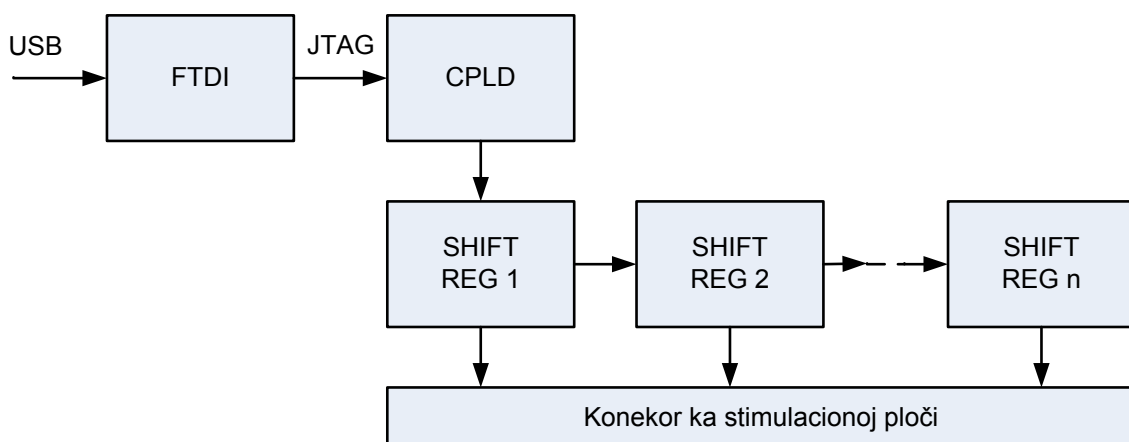 USB
FTDI
JTAG
CPLD
SHIFT
REG 1
SHIFT
REG 2
SHIFT
REG n
Konekor ka stimulacionoj ploči